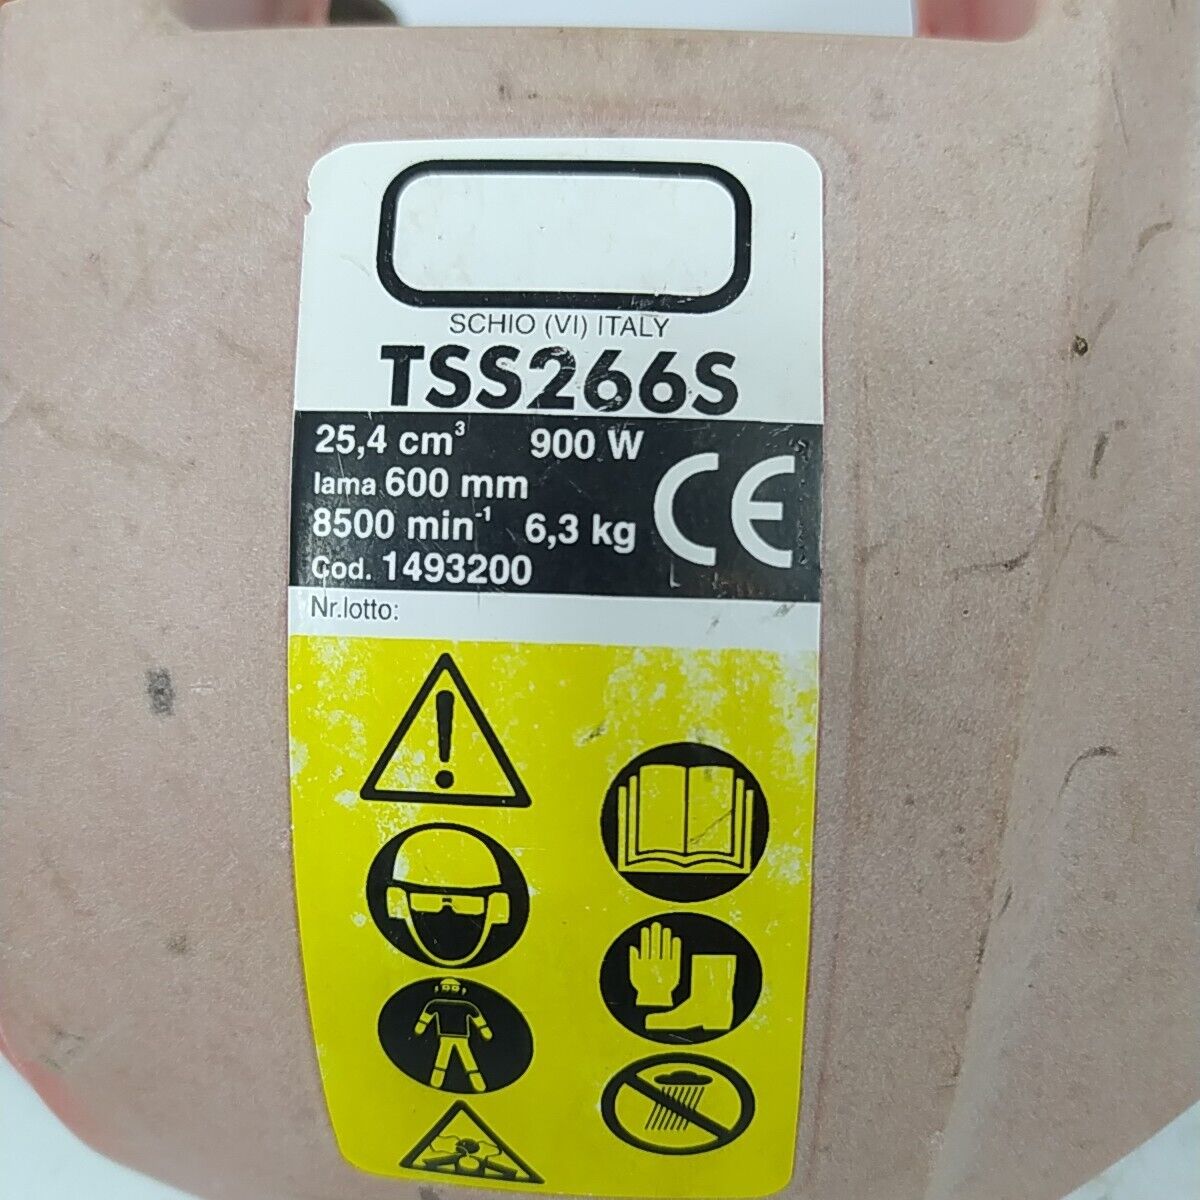 SCHIO (VI) ITALY
TSS266S
25,4 cm³ 900 W
lama 600 mm
8500 min⁻¹ 6,3 kg
CE
Cod. 1493200
Nr.lotto: